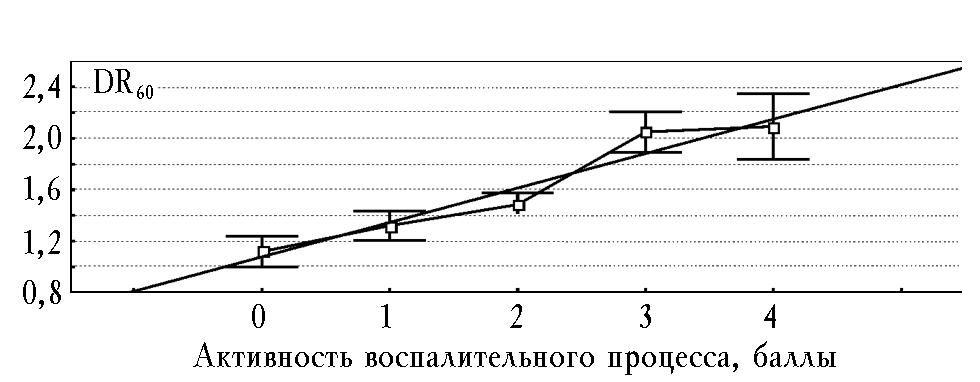 DR60
2,4
2,0
1,6
1,2
0,8
0 1 2 3 4
Активность воспалительного процесса, баллы